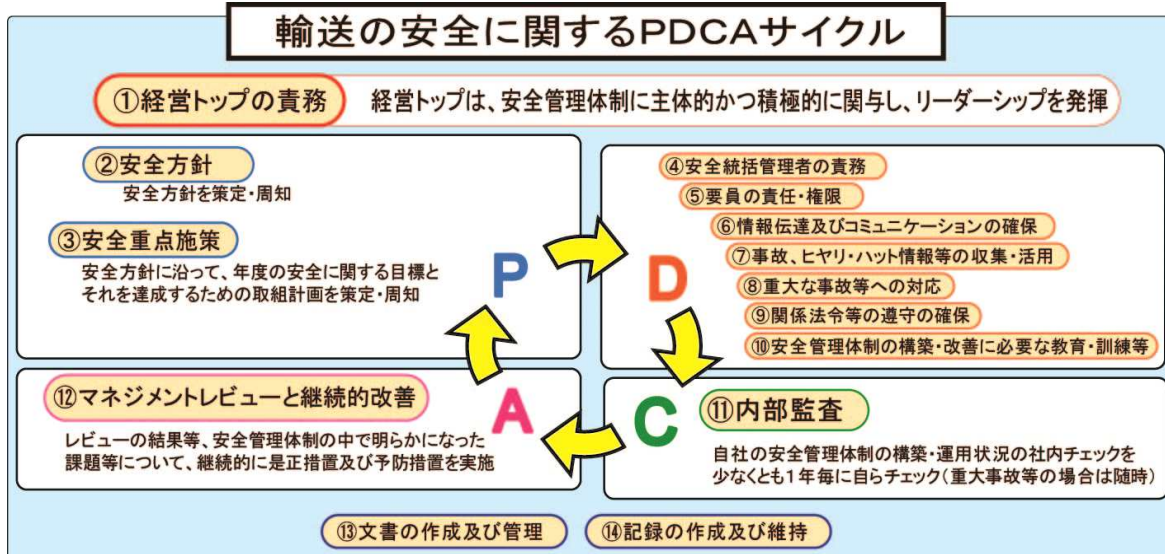 輸送の安全に関するPDCAサイクル
①経営トップの責務
経営トップは、安全管理体制に主体的かつ積極的に関与し、リーダーシップを発揮
②安全方針
安全方針を策定・周知
③安全重点施策
安全方針に沿って、年度の安全に関する目標と
それを達成するための取組計画を策定・周知
P
D
④安全統括管理者の責務
⑤要員の責任・権限
⑥情報伝達及びコミュニケーションの確保
⑦事故、ヒヤリ・ハット情報等の収集・活用
⑧重大な事故等への対応
⑨関係法令等の遵守の確保
⑩安全管理体制の構築・改善に必要な教育・訓練等
⑫マネジメントレビューと継続的改善
レビューの結果等、安全管理体制の中で明らかになった
課題等について、継続的に是正措置及び予防措置を実施
A
C
⑪内部監査
自社の安全管理体制の構築・運用状況の社内チェックを
少なくとも1年毎に自らチェック(重大事故等の場合は随時)
⑬文書の作成及び管理
⑭記録の作成及び維持